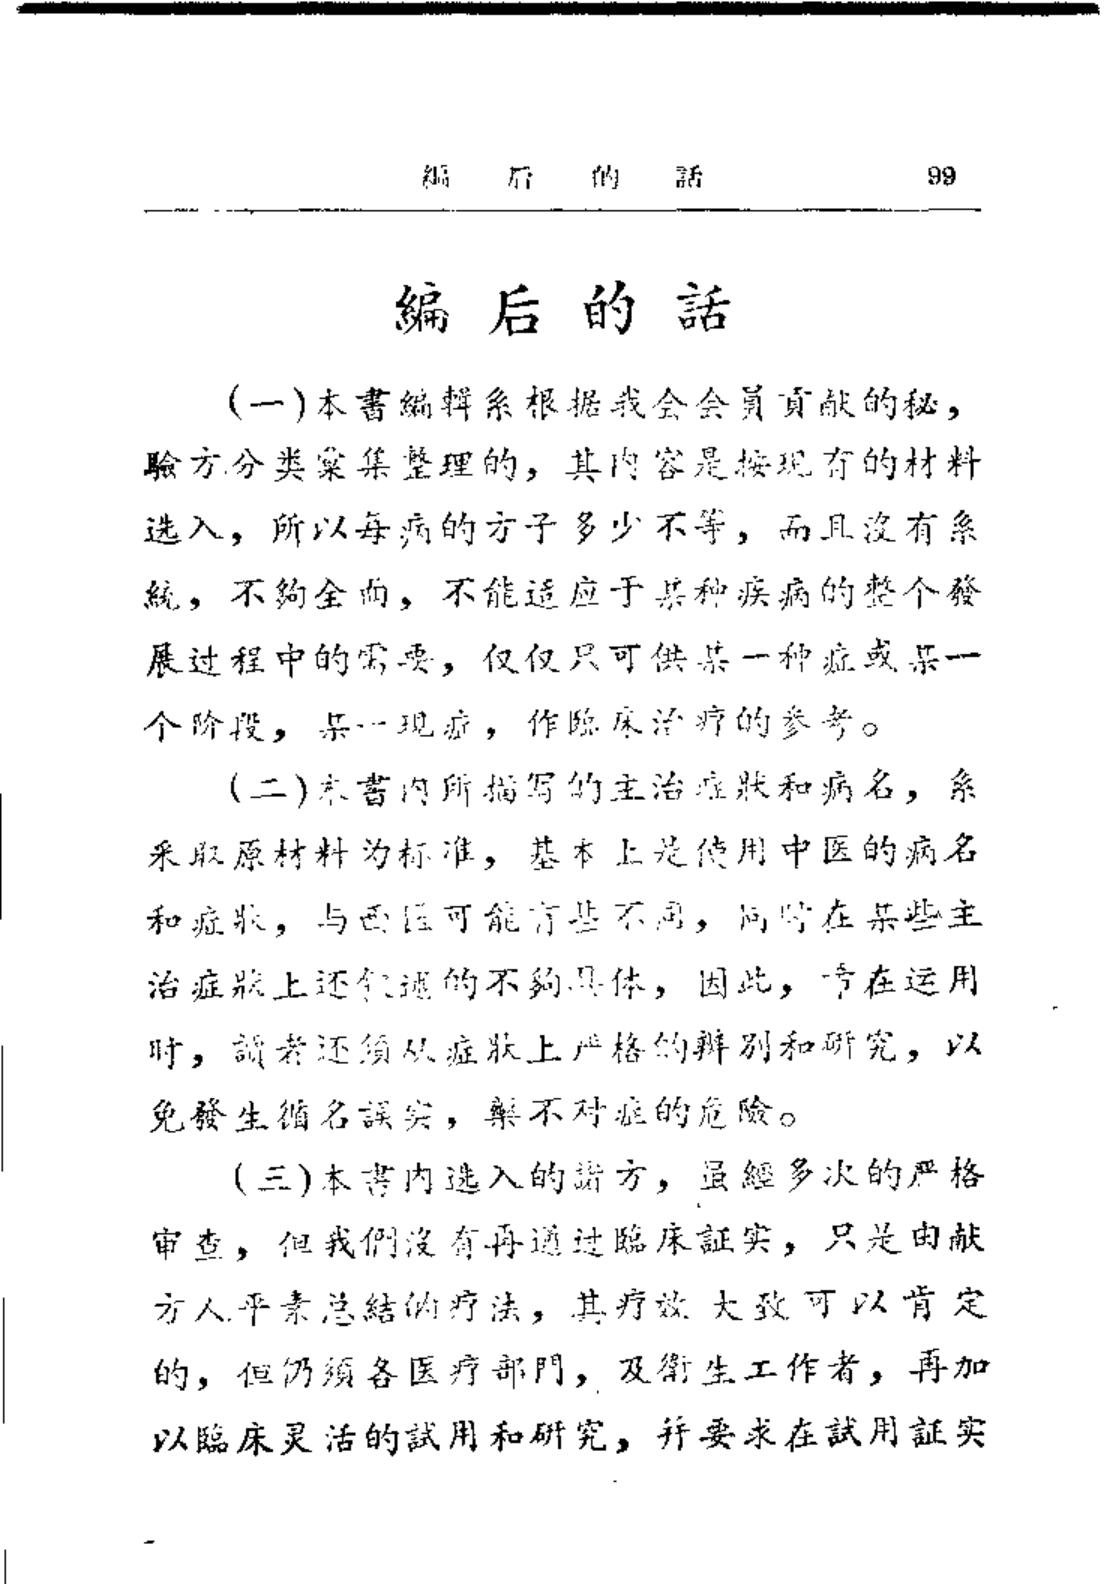 編后的話 99
編后的話
(一)本書編輯系根据我会会員貢献的秘，
驗方分类彙集整理的，其內容是按現有的材料
选入，所以每病的方子多少不等，而且沒有系
統，不夠全面，不能适应于某种疾病的整个發
展过程中的需要，仅仅只可供某一种症或某一
个阶段，某一現症，作臨床治疗的参考。
(二)本書內所描写的主治症狀和病名，系
采取原材料为标准，基本上是使用中医的病名
和症狀，与西医可能有些不同，同时在某些主
治症狀上还叙述的不夠具体，因此，在运用
时，讀者还須从症狀上严格的辨別和研究，以
免發生循名誤实，藥不对症的危險。
(三)本書內选入的諸方，虽經多次的严格
审查，但我們沒有再通过臨床証实，只是由献
方人平素总結的疗法，其疗效大致可以肯定
的，但仍須各医疗部門，及衛生工作者，再加
以臨床灵活的試用和研究，并要求在試用証实